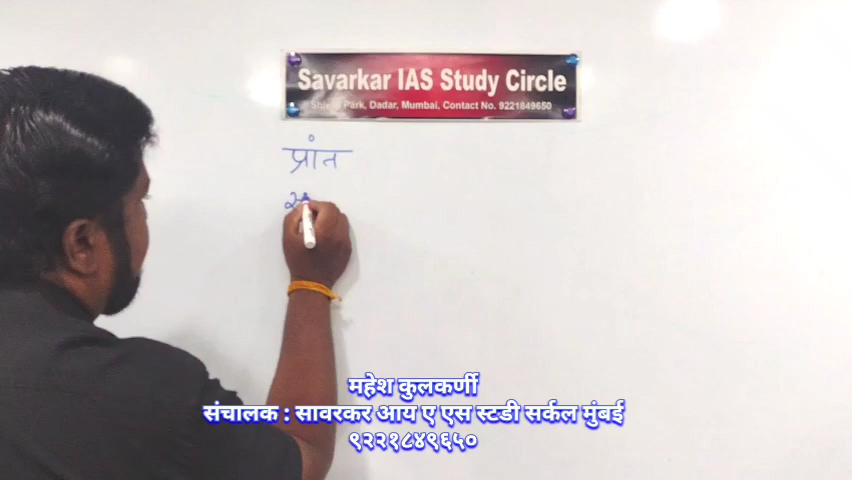 Savarkar IAS Study Circle
Shivaji Park, Dadar, Mumbai, Contact No. 9221849650
प्रांत
महेश कुलकर्णी
संचालक : सावरकर आय ए एस स्टडी सर्कल मुंबई
९२२१८४९६५०